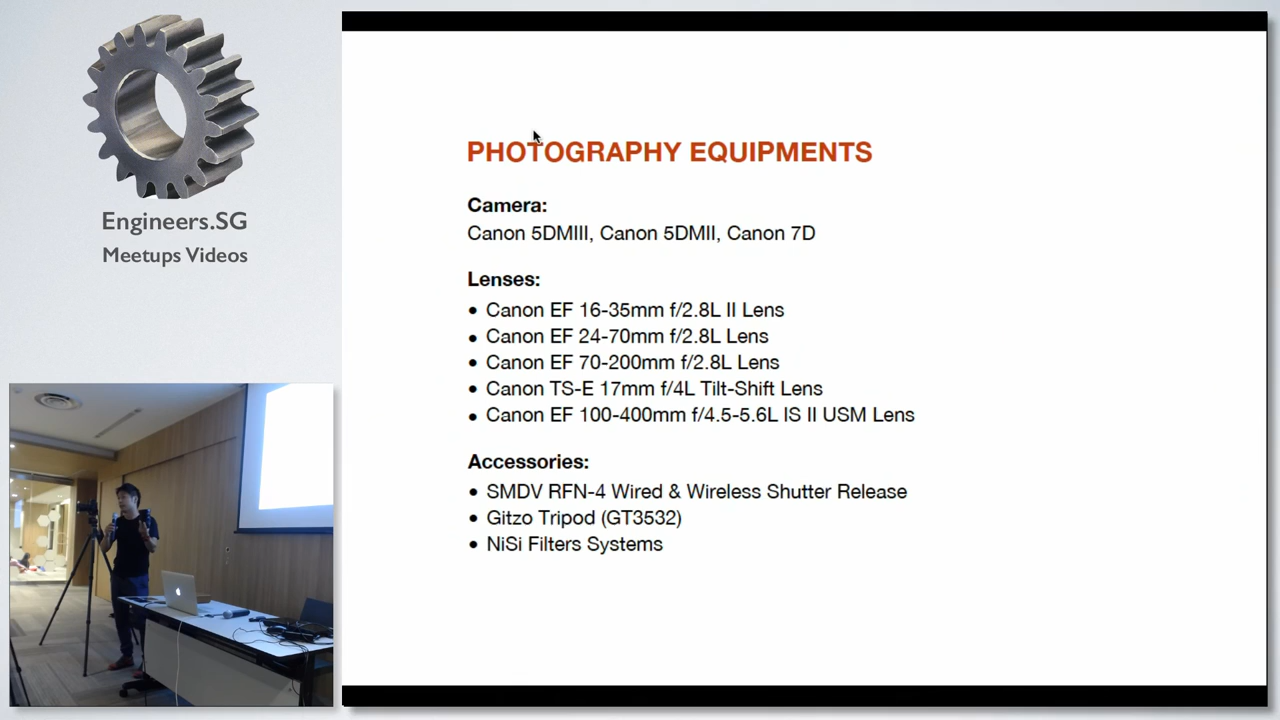 Engineers.SG
Meetups Videos
PHOTOGRAPHY EQUIPMENTS
Camera:
Canon 5DMIII, Canon 5DMII, Canon 7D
Lenses:
• Canon EF 16-35mm f/2.8L II Lens
• Canon EF 24-70mm f/2.8L Lens
• Canon EF 70-200mm f/2.8L Lens
• Canon TS-E 17mm f/4L Tilt-Shift Lens
• Canon EF 100-400mm f/4.5-5.6L IS II USM Lens
Accessories:
• SMDV RFN-4 Wired & Wireless Shutter Release
• Gitzo Tripod (GT3532)
• NiSi Filters Systems